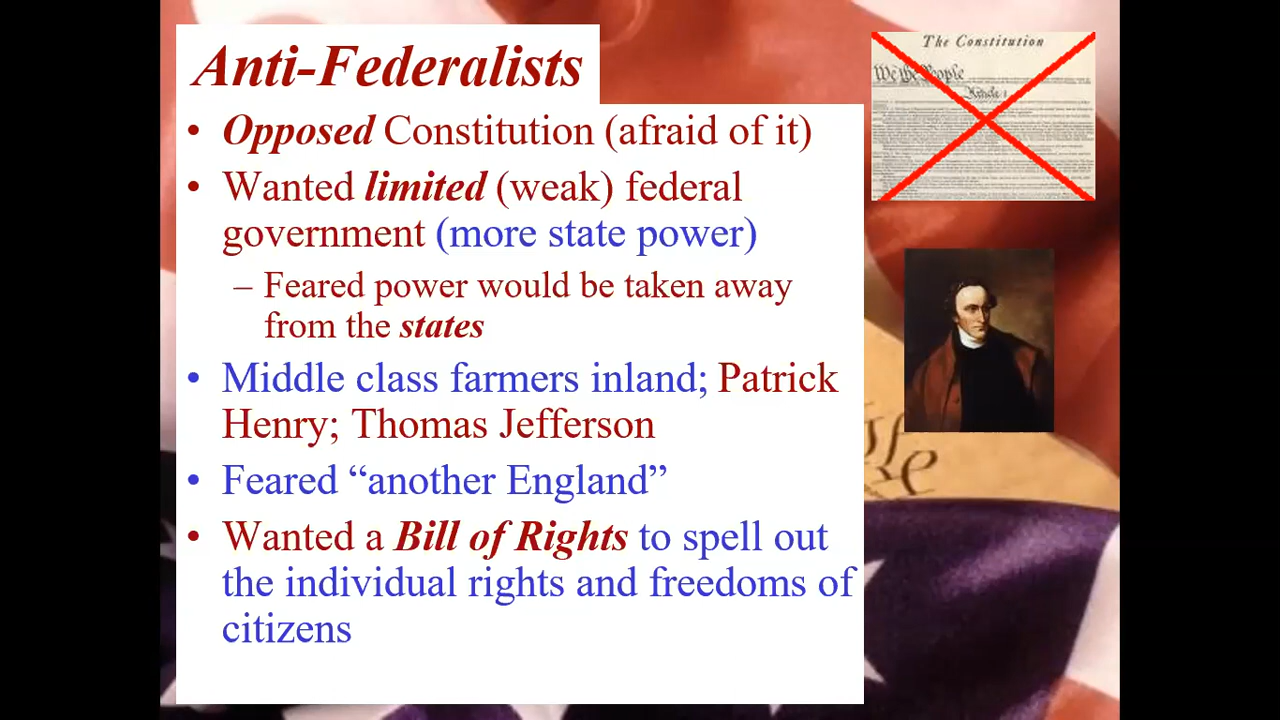 Anti-Federalists
• Opposed Constitution (afraid of it)
• Wanted limited (weak) federal
government (more state power)
– Feared power would be taken away
from the states
• Middle class farmers inland; Patrick
Henry; Thomas Jefferson
• Feared “another England”
• Wanted a Bill of Rights to spell out
the individual rights and freedoms of
citizens
The Constitution
We the People
Article I